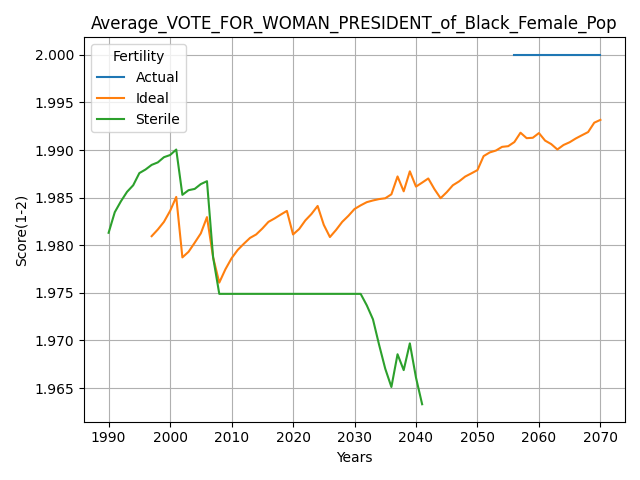 Average_VOTE_FOR_WOMAN_PRESIDENT_of_Black_Female_Pop
Fertility
Actual
Ideal
Sterile
Score(1-2)
2.000
1.995
1.990
1.985
1.980
1.975
1.970
1.965
1990 2000 2010 2020 2030 2040 2050 2060 2070
Years